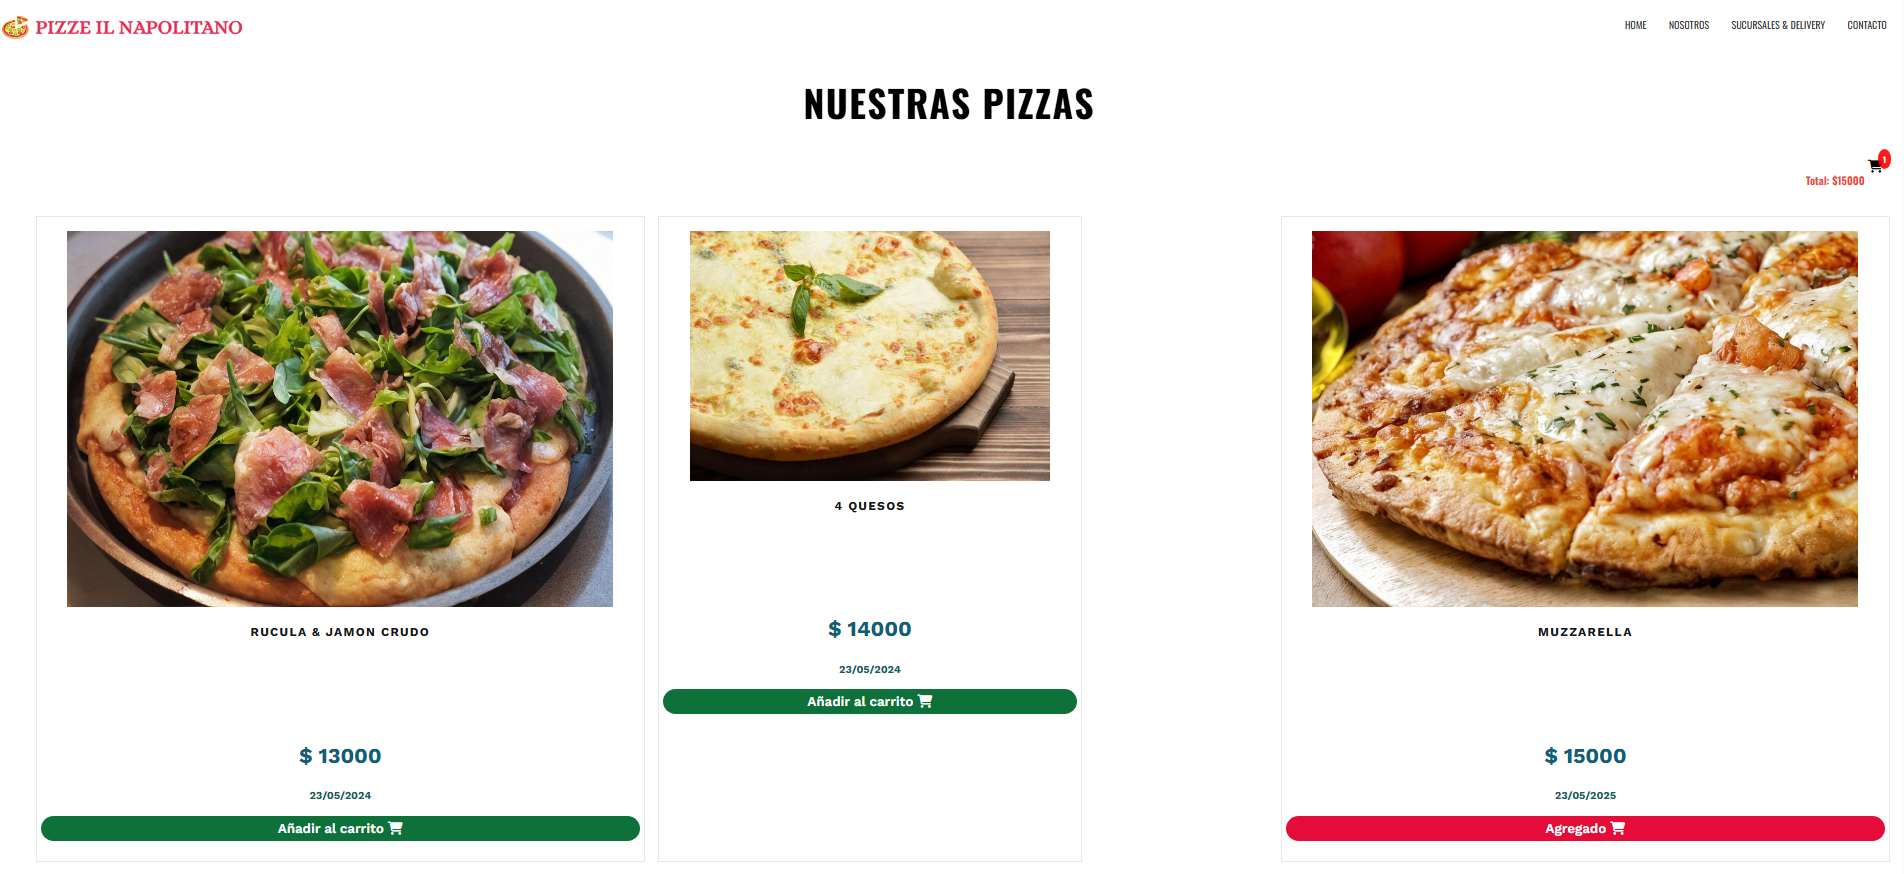 PIZZE IL NAPOLITANO
HOME NOSOTROS SUCURSALES & DELIVERY CONTACTO
NUESTRAS PIZZAS
1
Total: $15000
RUCULA & JAMON CRUDO
$ 13000
23/05/2024
Añadir al carrito
4 QUESOS
$ 14000
23/05/2024
Añadir al carrito
MUZZARELLA
$ 15000
23/05/2025
Agregado